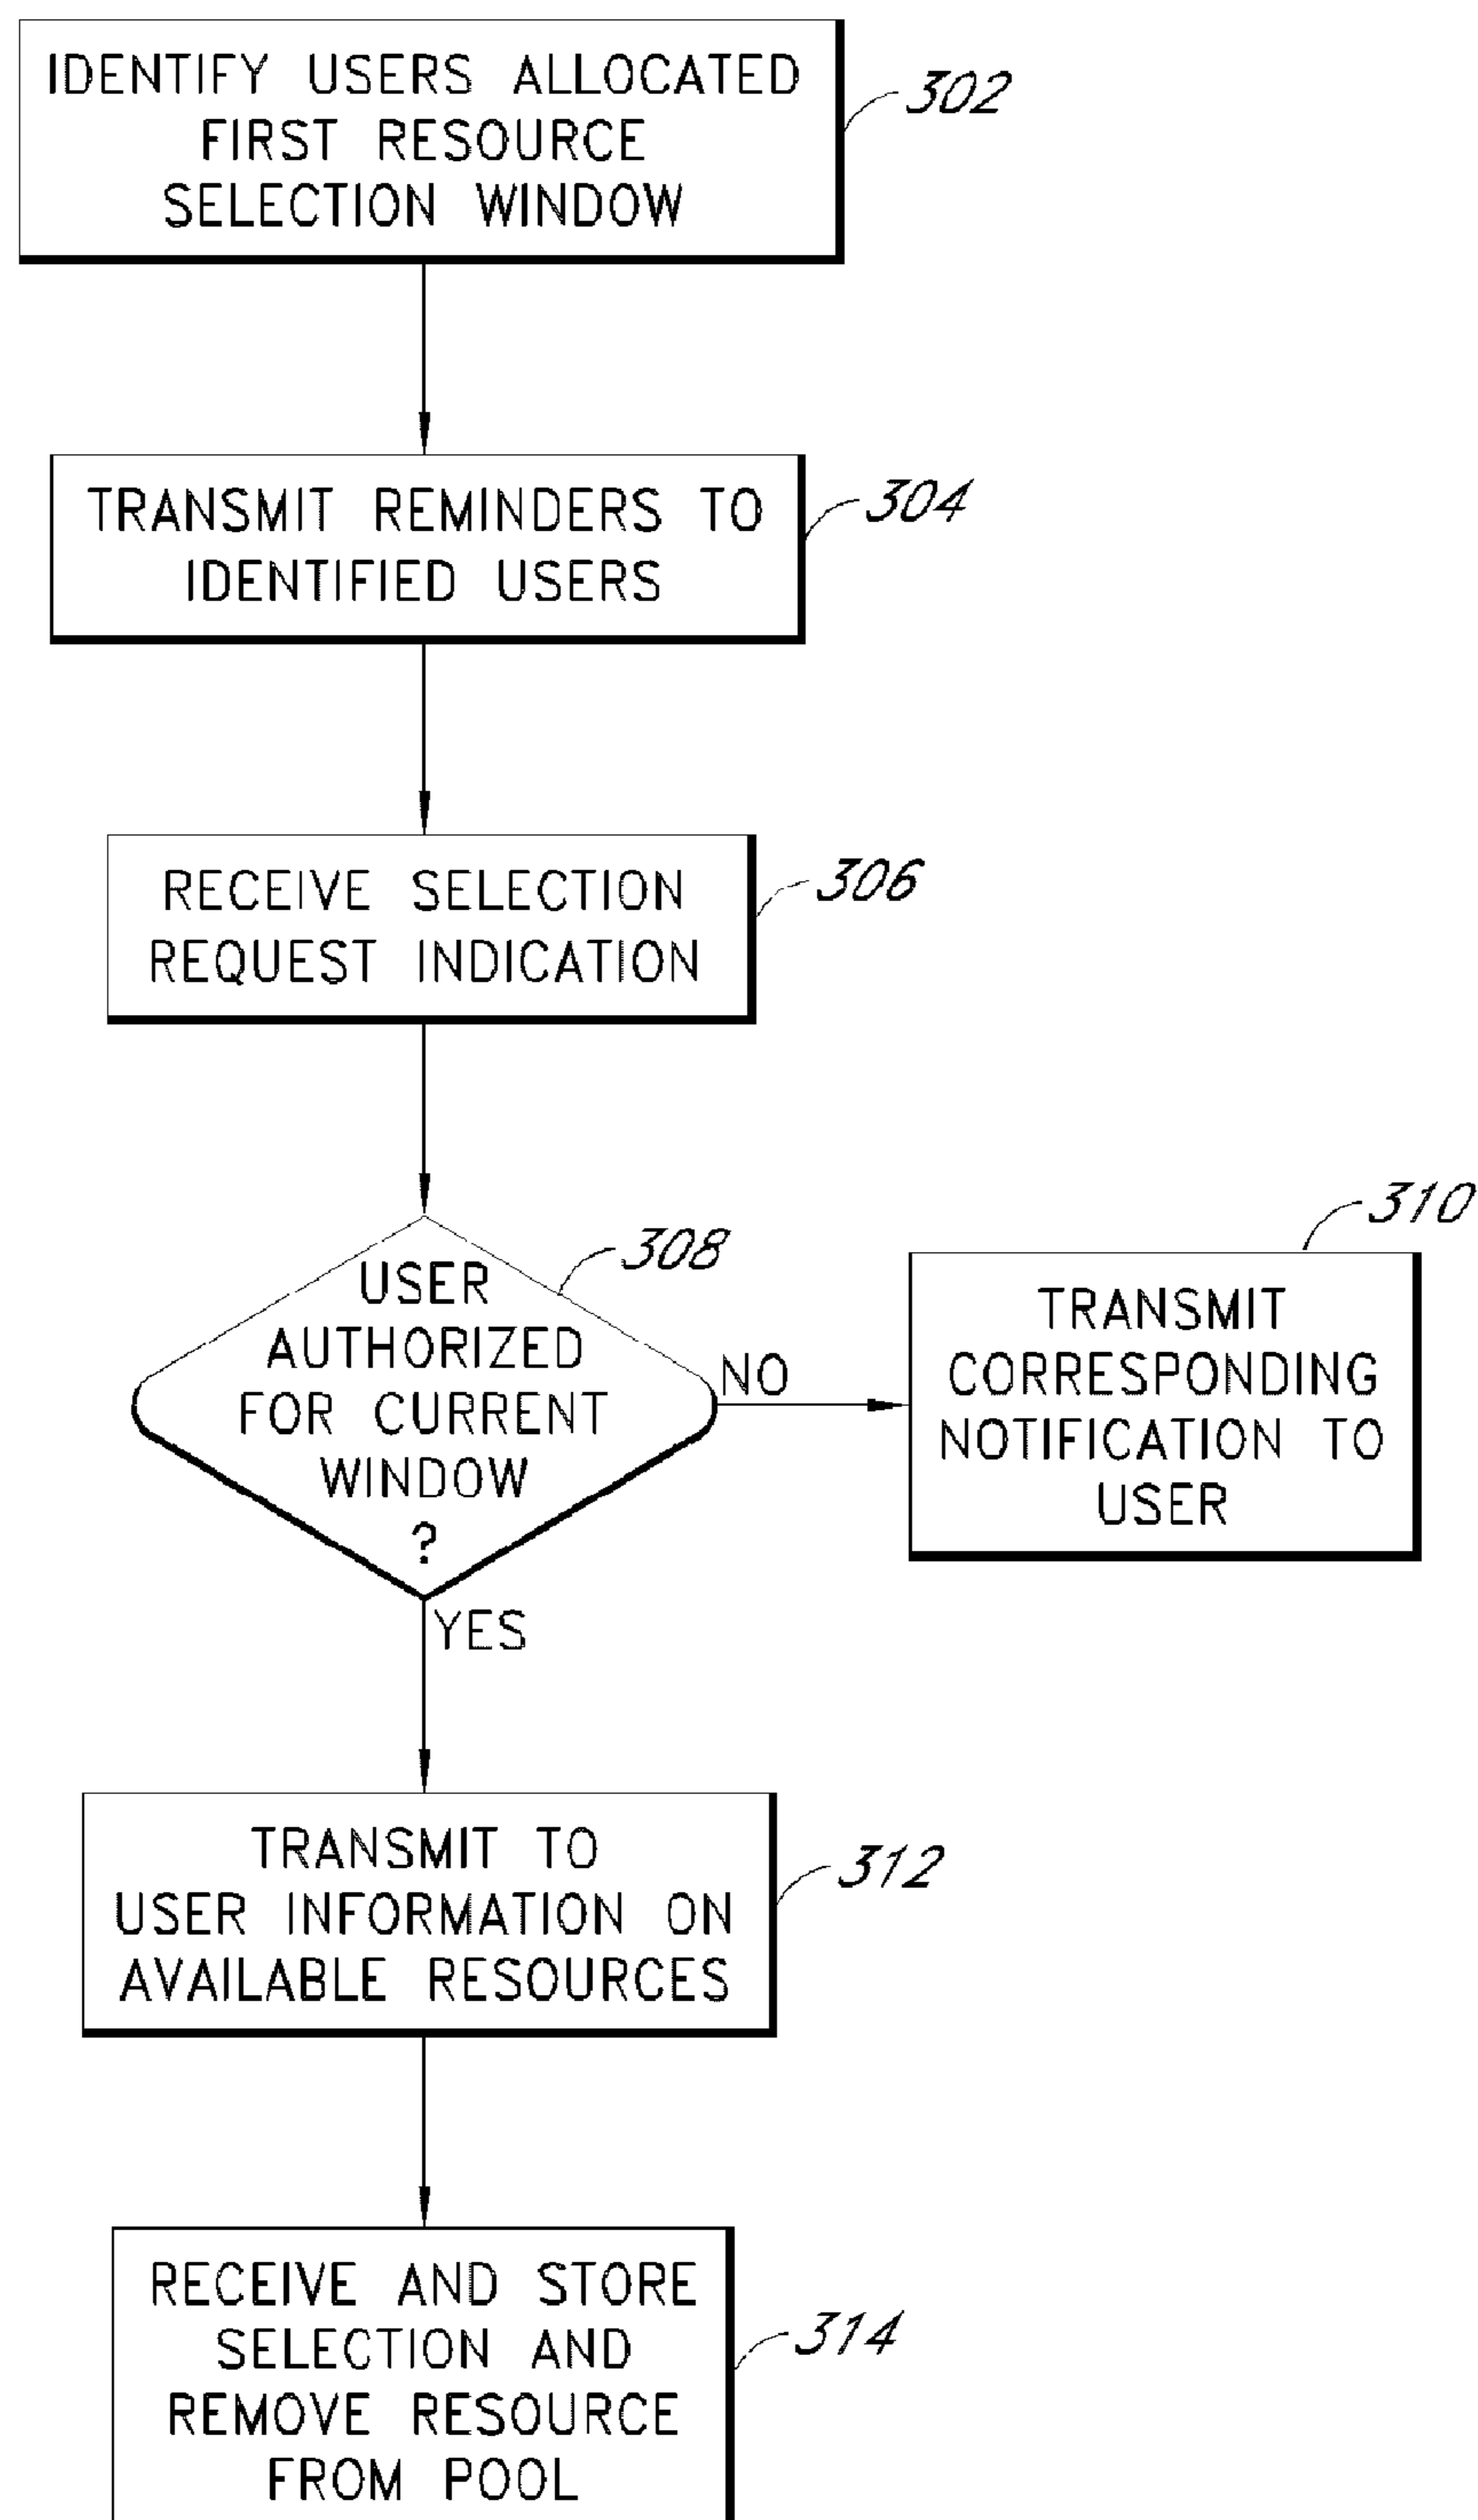 IDENTIFY USERS ALLOCATED
FIRST RESOURCE
SELECTION WINDOW
302
TRANSMIT REMINDERS TO
IDENTIFIED USERS
304
RECEIVE SELECTION
REQUEST INDICATION
306
USER
AUTHORIZED
FOR CURRENT
WINDOW
?
308
NO
310
TRANSMIT
CORRESPONDING
NOTIFICATION TO
USER
YES
TRANSMIT TO
USER INFORMATION ON
AVAILABLE RESOURCES
312
RECEIVE AND STORE
SELECTION AND
REMOVE RESOURCE
FROM POOL
314